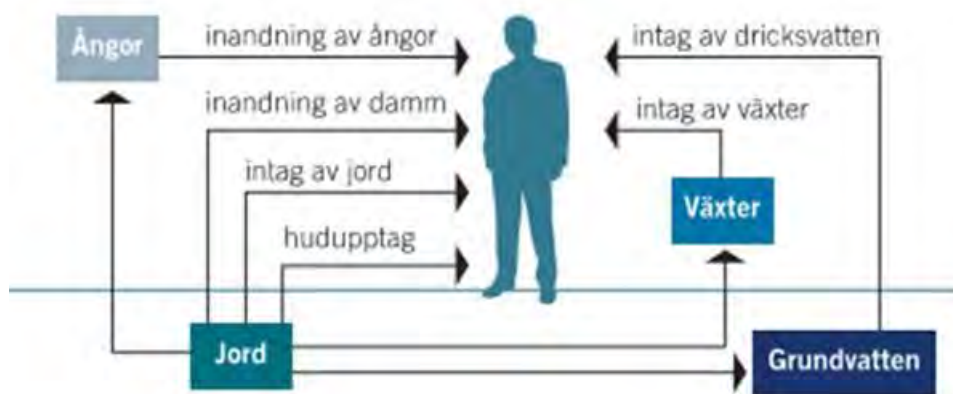 Ångor
inandning av ångor
intag av dricksvatten
inandning av damm
intag av växter
intag av jord
Växter
hudupptag
Jord
Grundvatten